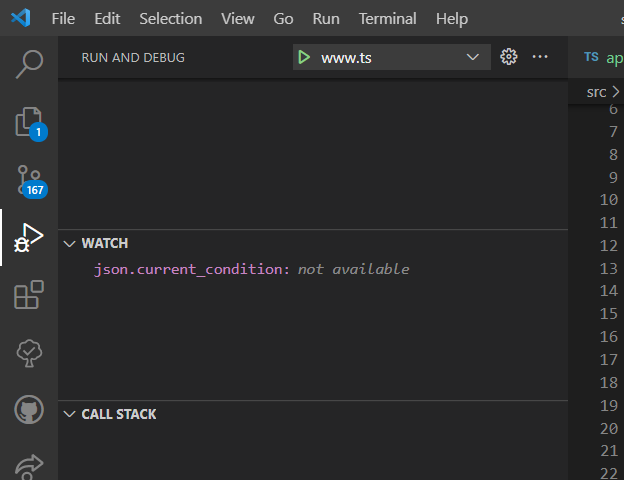 File Edit Selection View Go Run Terminal Help
RUN AND DEBUG www.ts
TS ap
src
1
167
WATCH
json.current_condition: not available
CALL STACK
6
7
8
9
10
11
12
13
14
15
16
17
18
19
20
21
22